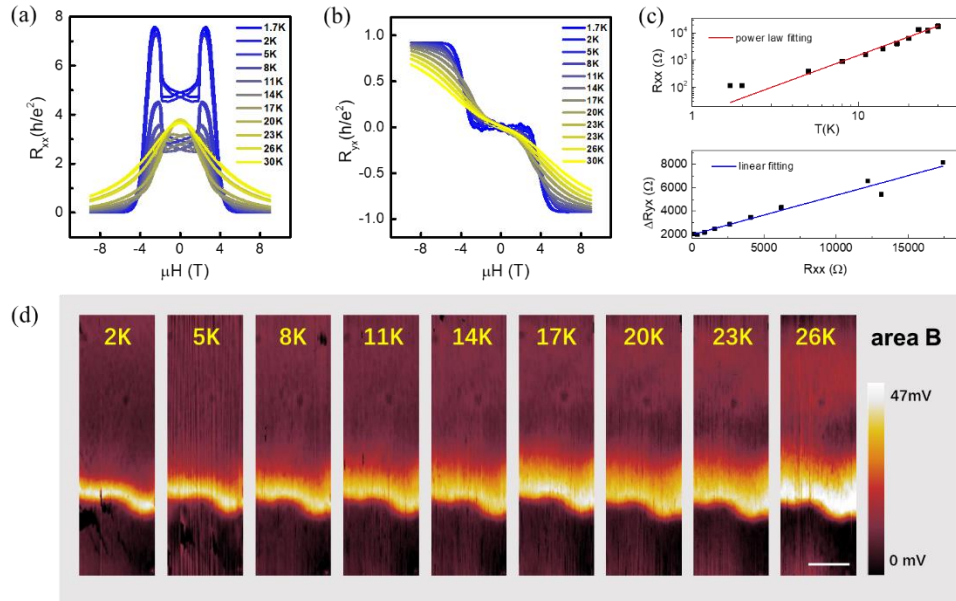 (a)
8
6
4
2
0
Rxx(h/e²)
-8 -4 0 4 8
μH (T)
1.7K
2K
5K
8K
11K
14K
17K
20K
23K
26K
30K
(b)
1.0
0.5
0.0
-0.5
-1.0
Ryx(h/e²)
-8 -4 0 4 8
μH (T)
1.7K
2K
5K
8K
11K
14K
17K
20K
23K
26K
30K
(c)
10⁴
10³
10²
Rxx (Ω)
power law fitting
1 10
T(K)
8000
6000
4000
2000
ΔRyx (Ω)
linear fitting
0 5000 10000 15000
Rxx (Ω)
(d)
2K 5K 8K 11K 14K 17K 20K 23K 26K
area B
47mV
0 mV